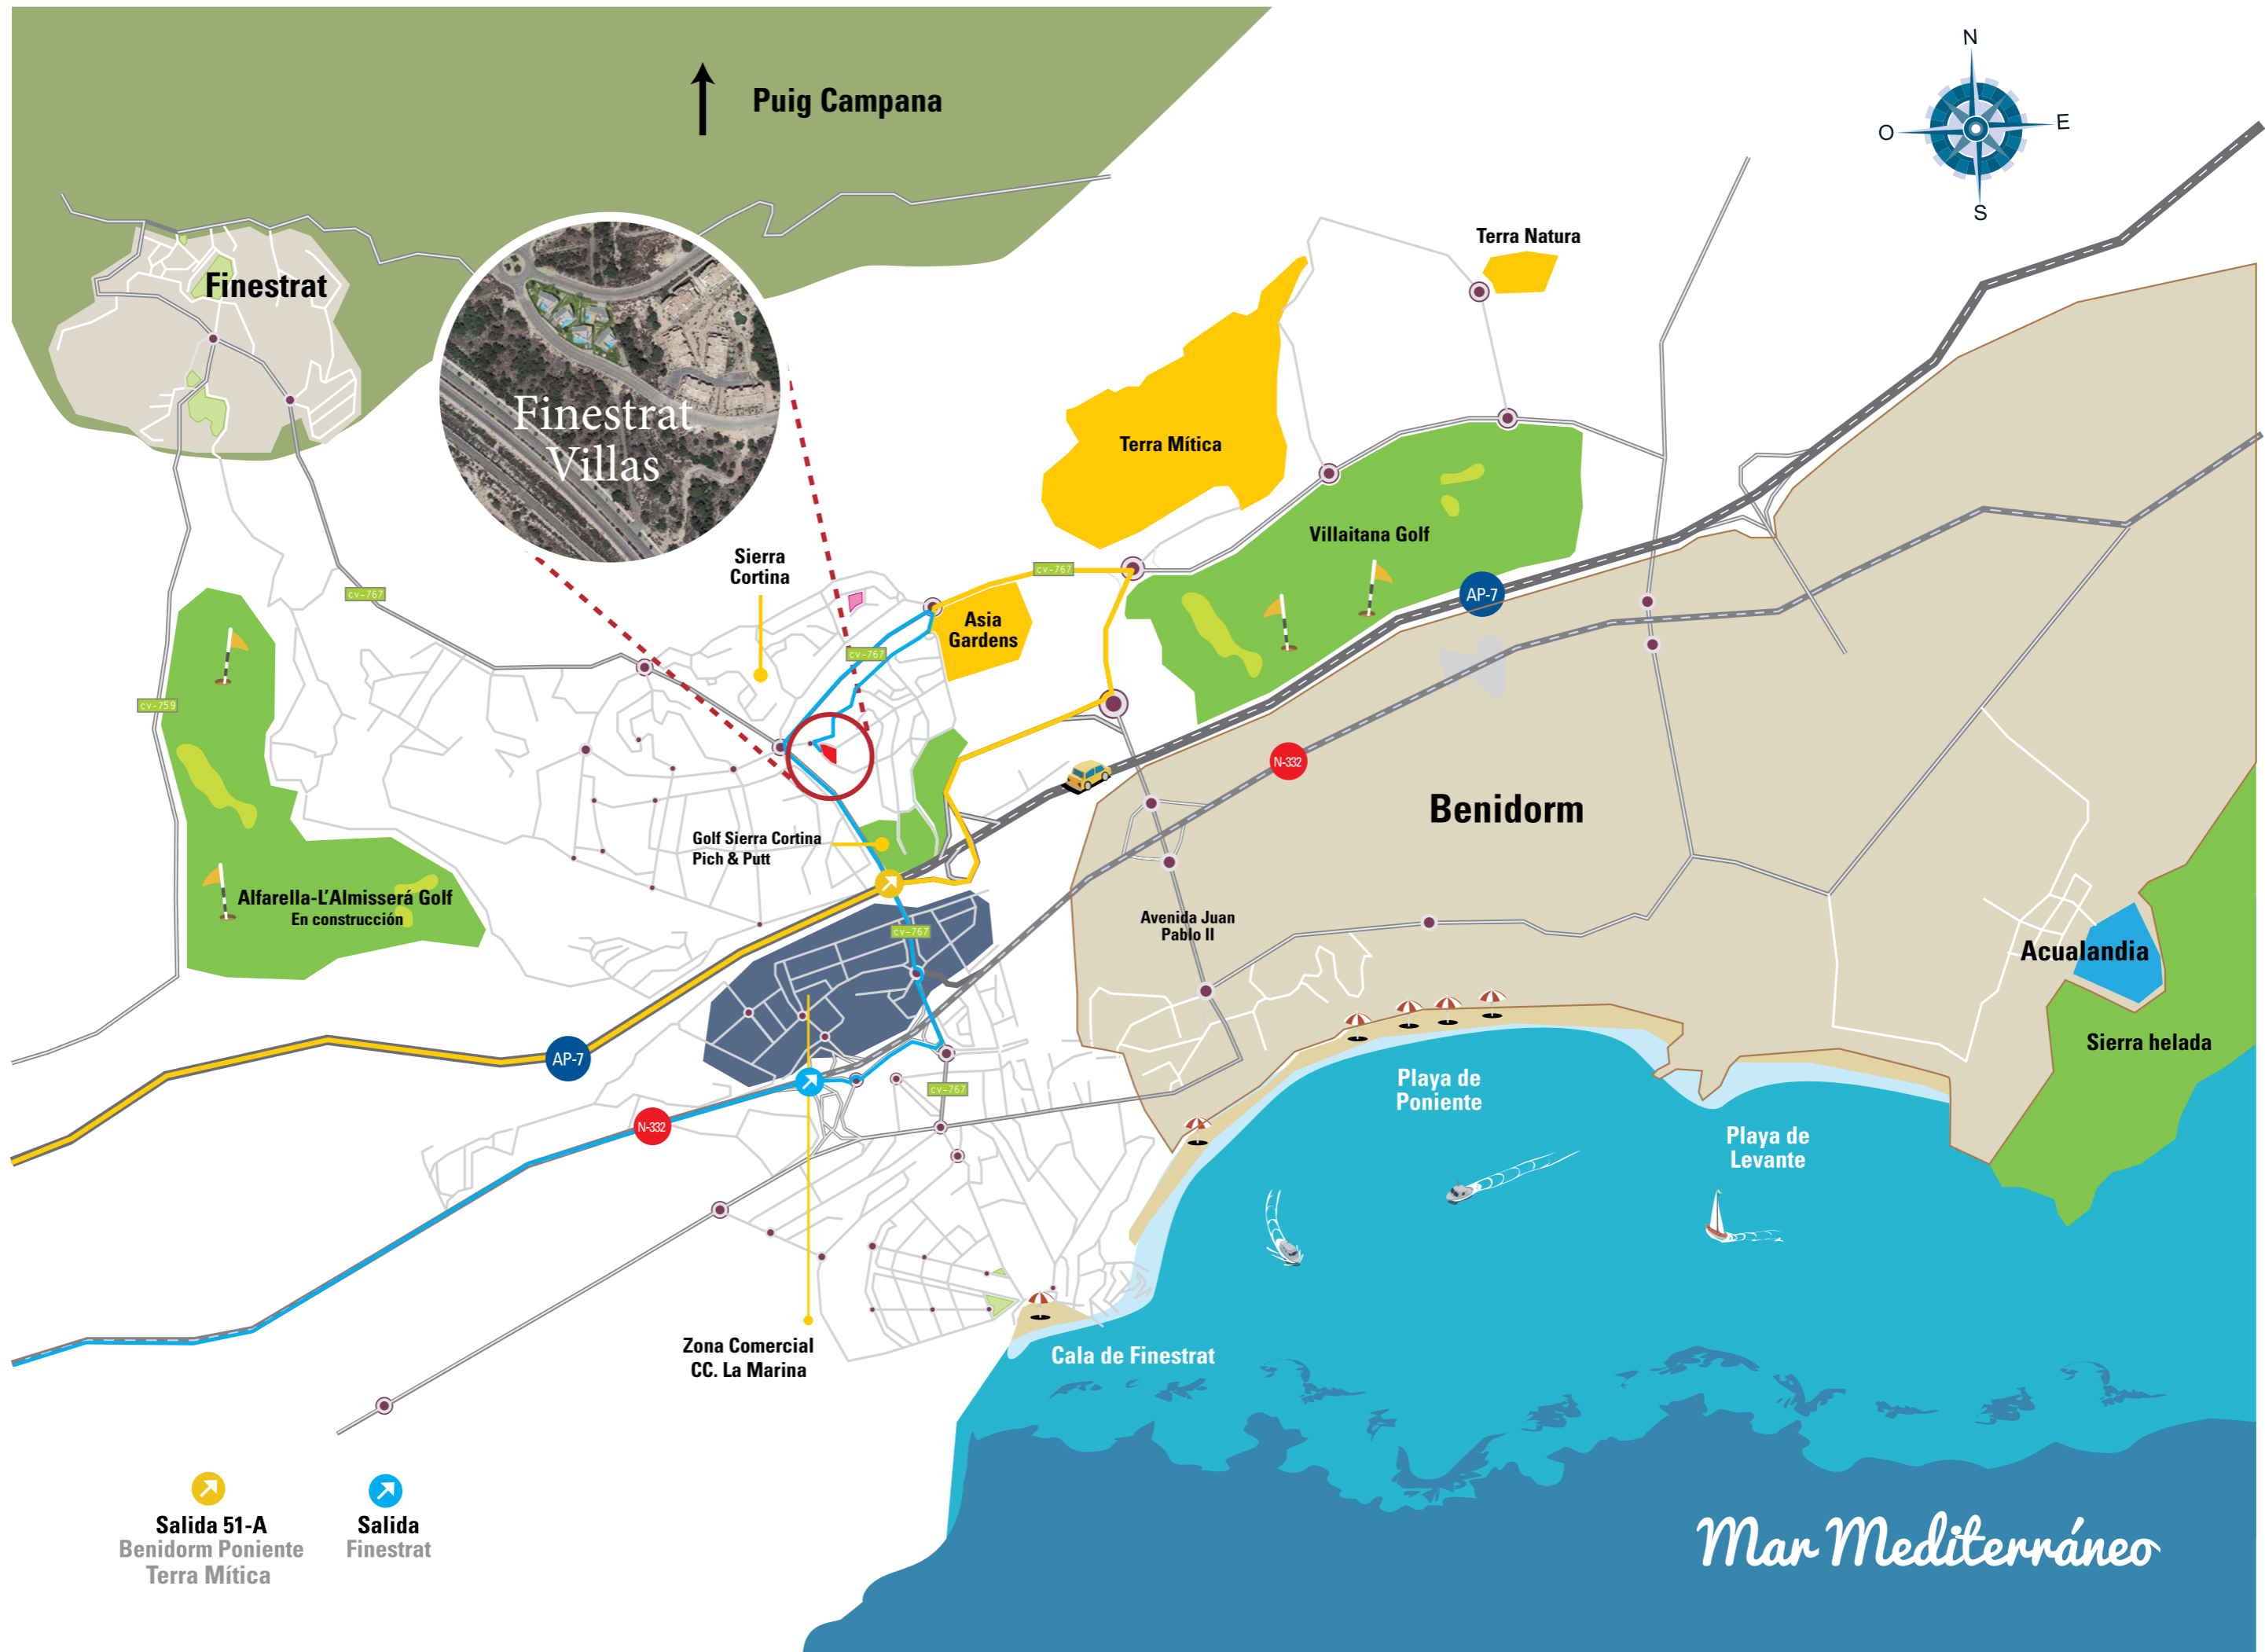 N
O
E
S
Puig Campana
Finestrat
Finestrat
Villas
Terra Natura
Terra Mítica
Villaitana Golf
Sierra
Cortina
cv-767
cv-767
Asia
Gardens
cv-767
AP-7
cv-759
N-332
Benidorm
Golf Sierra Cortina
Pich & Putt
Alfarella-L'Almisserá Golf
En construcción
cv-767
Avenida Juan
Pablo II
Acualandia
Sierra helada
AP-7
N-332
cv-767
Playa de
Poniente
Playa de
Levante
Zona Comercial
CC. La Marina
Cala de Finestrat
Salida 51-A
Benidorm Poniente
Terra Mítica
Salida
Finestrat
Mar Mediterráneo